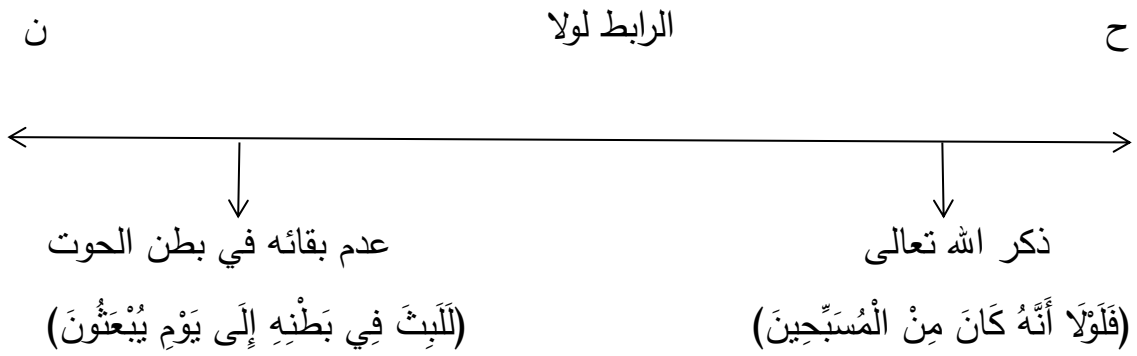 ح الرابط لولا ن
ذكر الله تعالى عدم بقائه في بطن الحوت
(فَلَوْلَا أَنَّهُ كَانَ مِنْ الْمُسَبِّحِينَ) (لَلَبِثَ فِي بَطْنِهِ إِلَى يَوْمِ يُبْعَثُونَ)